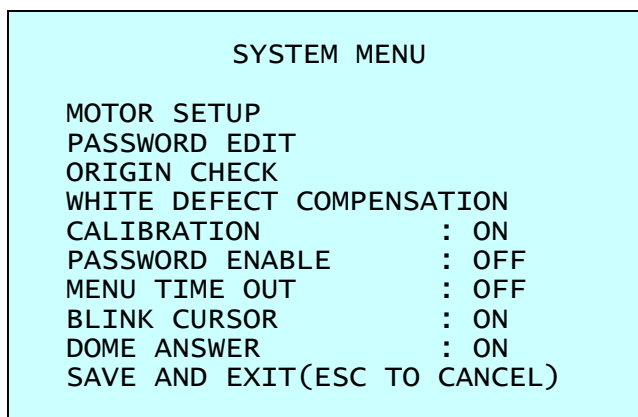 SYSTEM MENU
MOTOR SETUP
PASSWORD EDIT
ORIGIN CHECK
WHITE DEFECT COMPENSATION
CALIBRATION : ON
PASSWORD ENABLE : OFF
MENU TIME OUT : OFF
BLINK CURSOR : ON
DOME ANSWER : ON
SAVE AND EXIT(ESC TO CANCEL)